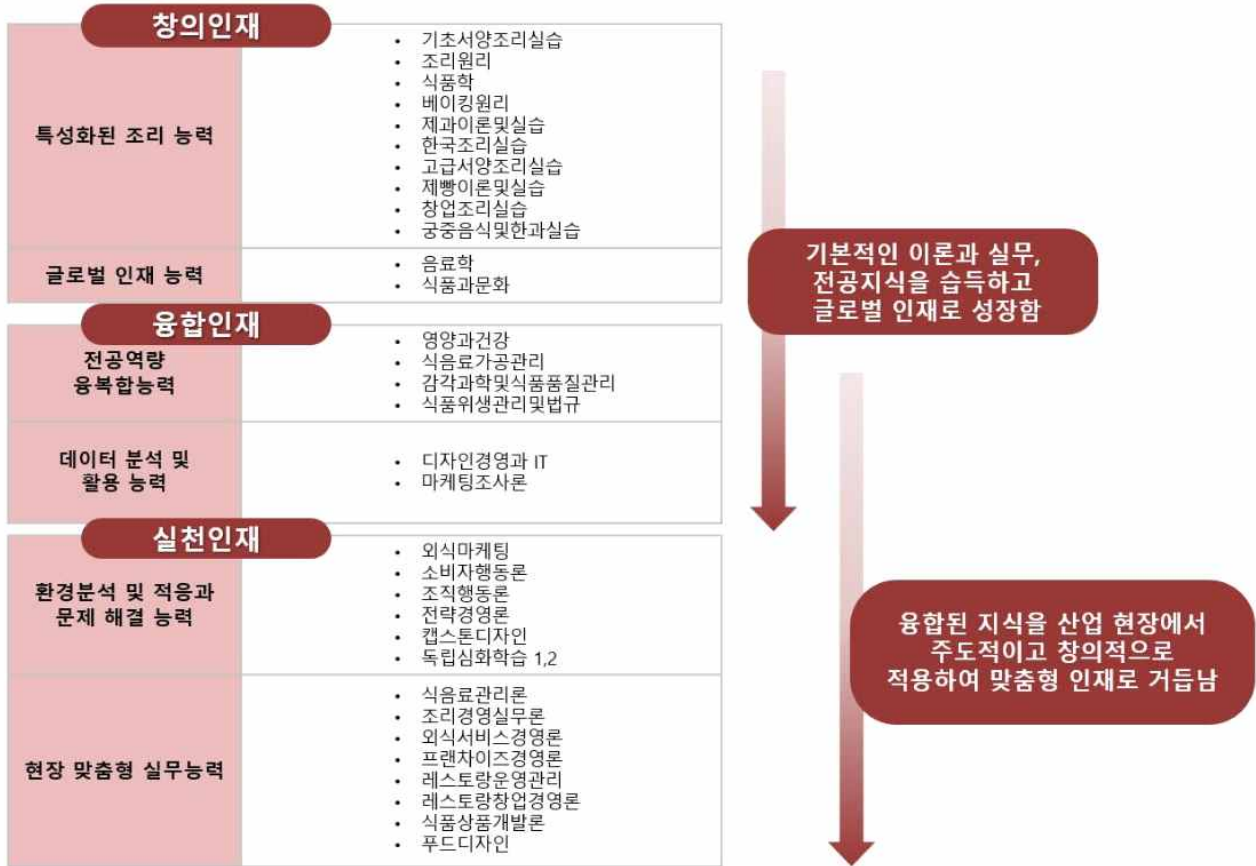 창의인재
특성화된 조리 능력
• 기초서양조리실습
• 조리원리
• 식품학
• 베이킹원리
• 제과이론및실습
• 한국조리실습
• 고급서양조리실습
• 제빵이론및실습
• 창업조리실습
• 궁중음식및한과실습
글로벌 인재 능력
• 음료학
• 식품과문화
기본적인 이론과 실무,
전공지식을 습득하고
글로벌 인재로 성장함
융합인재
전공역량
융복합능력
• 영양과건강
• 식음료가공관리
• 감각과학및식품품질관리
• 식품위생관리및법규
데이터 분석 및
활용 능력
• 디자인경영과 IT
• 마케팅조사론
실천인재
환경분석 및 적응과
문제 해결 능력
• 외식마케팅
• 소비자행동론
• 조직행동론
• 전략경영론
• 캡스톤디자인
• 독립심화학습 1,2
융합된 지식을 산업 현장에서
주도적이고 창의적으로
적용하여 맞춤형 인재로 거듭남
현장 맞춤형 실무능력
• 식음료관리론
• 조리경영실무론
• 외식서비스경영론
• 프랜차이즈경영론
• 레스토랑운영관리
• 레스토랑창업경영론
• 식품상품개발론
• 푸드디자인